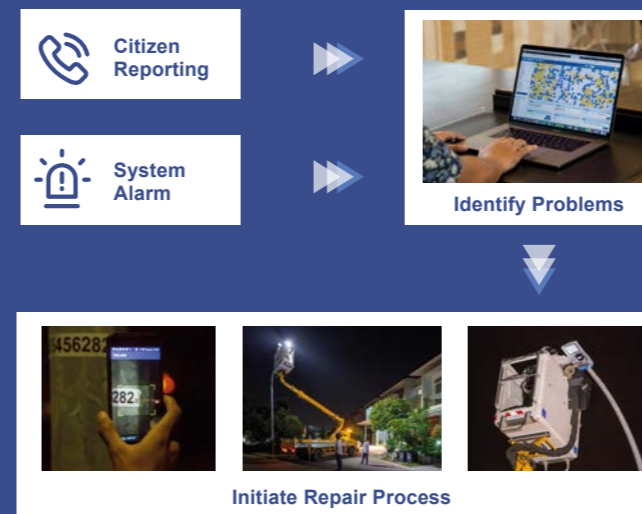 Citizen
Reporting
System
Alarm
Identify Problems
456282
282
Initiate Repair Process